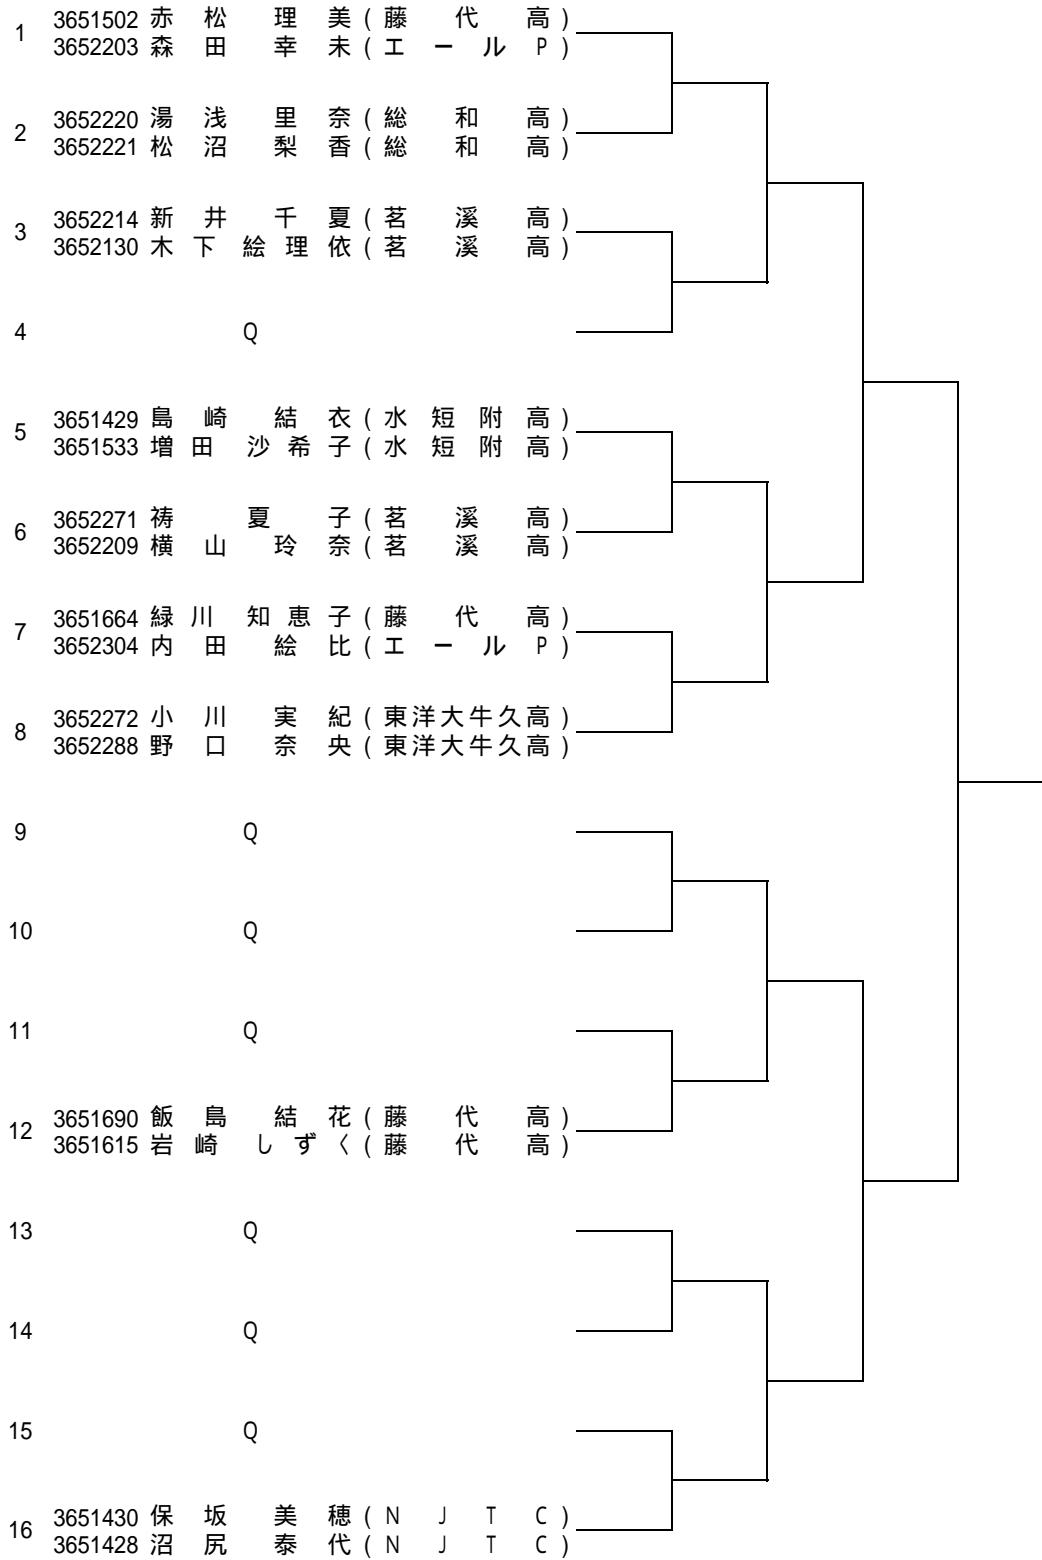 1 3651502 赤松 理美(藤代高)
3652203 森田 幸未(エールP)
2 3652220 湯浅 里奈(総和高)
3652221 松沼 梨香(総和高)
3 3652214 新井 千夏(茗溪高)
3652130 木下 絵理依(茗溪高)
4 Q
5 3651429 島崎 結衣(水短附高)
3651533 増田 沙希子(水短附高)
6 3652271 祷 夏子(茗溪高)
3652209 横山 玲奈(茗溪高)
7 3651664 緑川 知恵子(藤代高)
3652304 内田 絵比(エールP)
8 3652272 小川 実紀(東洋大牛久高)
3652288 野口 奈央(東洋大牛久高)
9 Q
10 Q
11 Q
12 3651690 飯島 結花(藤代高)
3651615 岩崎 しずく(藤代高)
13 Q
14 Q
15 Q
16 3651430 保坂 美穂(NJTC)
3651428 沼尻 泰代(NJTC)